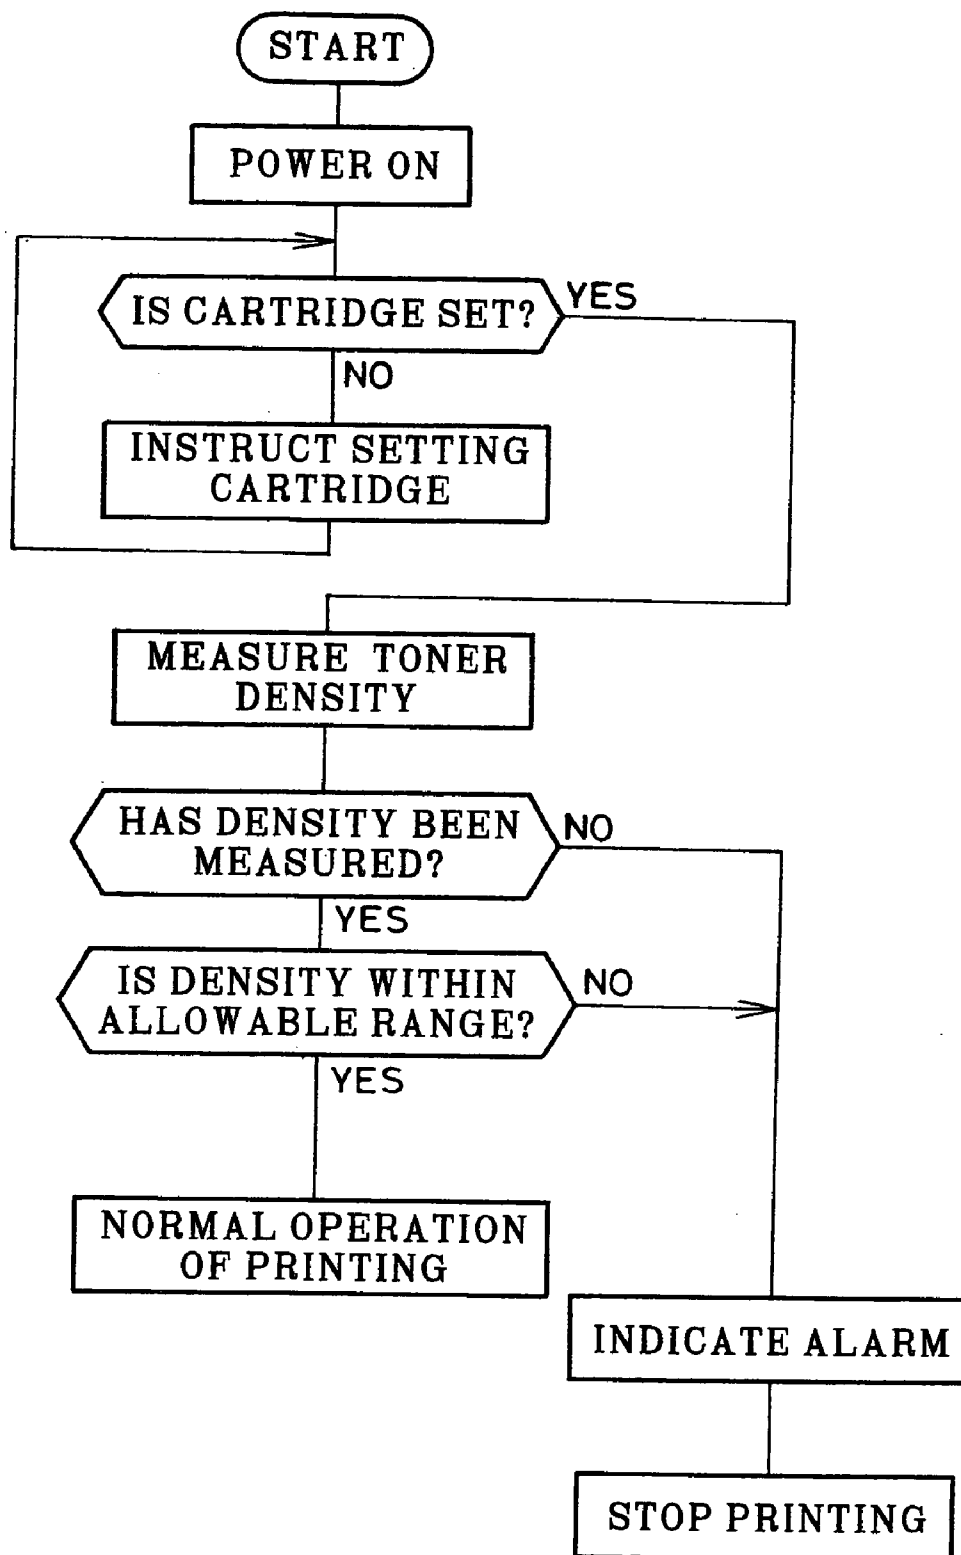 START
POWER ON
IS CARTRIDGE SET?
YES
NO
INSTRUCT SETTING
CARTRIDGE
MEASURE TONER
DENSITY
HAS DENSITY BEEN
MEASURED?
NO
YES
IS DENSITY WITHIN
ALLOWABLE RANGE?
NO
YES
NORMAL OPERATION
OF PRINTING
INDICATE ALARM
STOP PRINTING